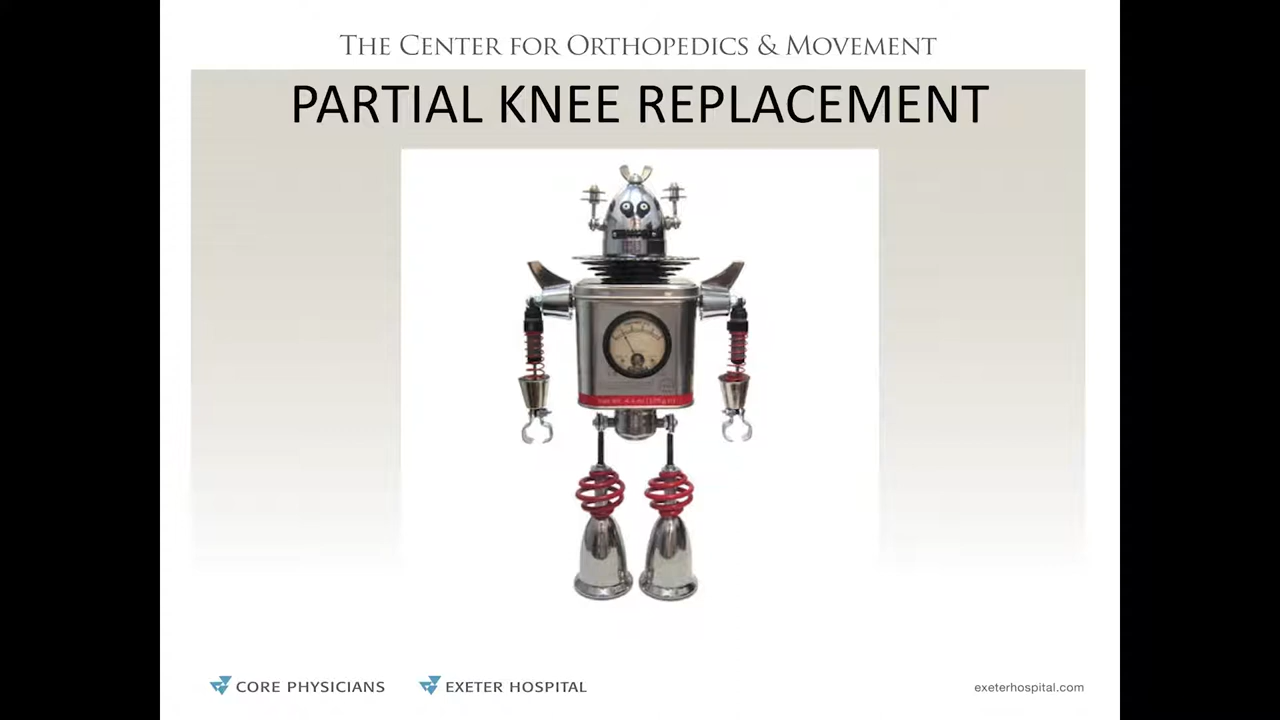 THE CENTER FOR ORTHOPEDICS & MOVEMENT
PARTIAL KNEE REPLACEMENT
CORE PHYSICIANS
EXETER HOSPITAL
exeterhospital.com